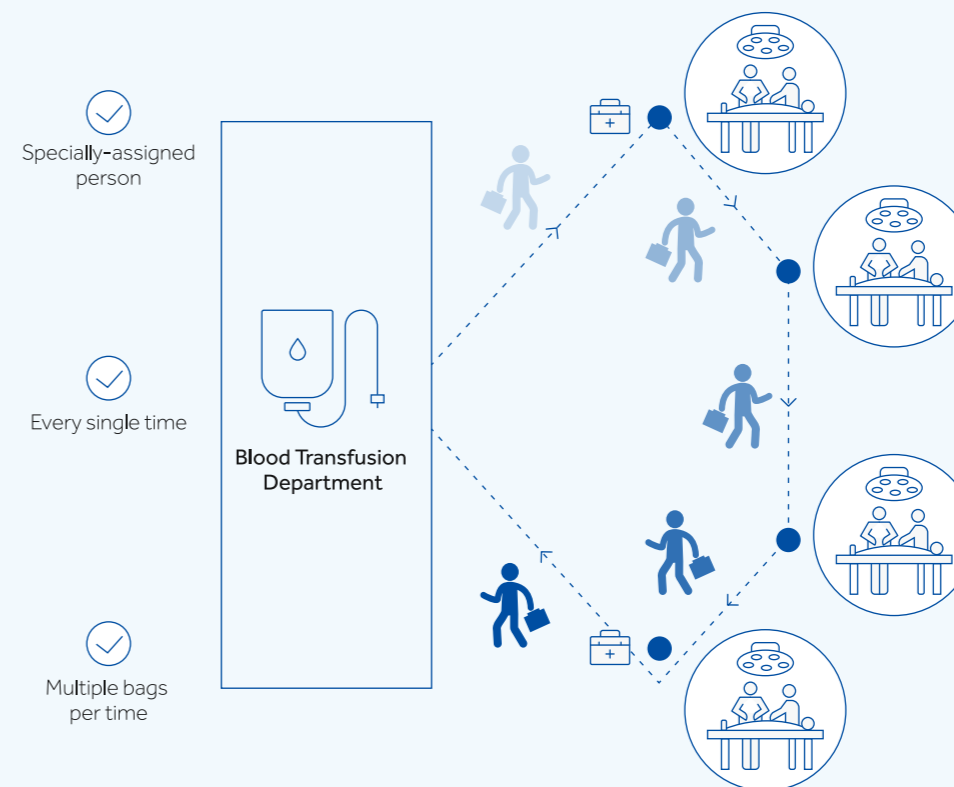 Specially-assigned
person
Every single time
Blood Transfusion
Department
Multiple bags
per time